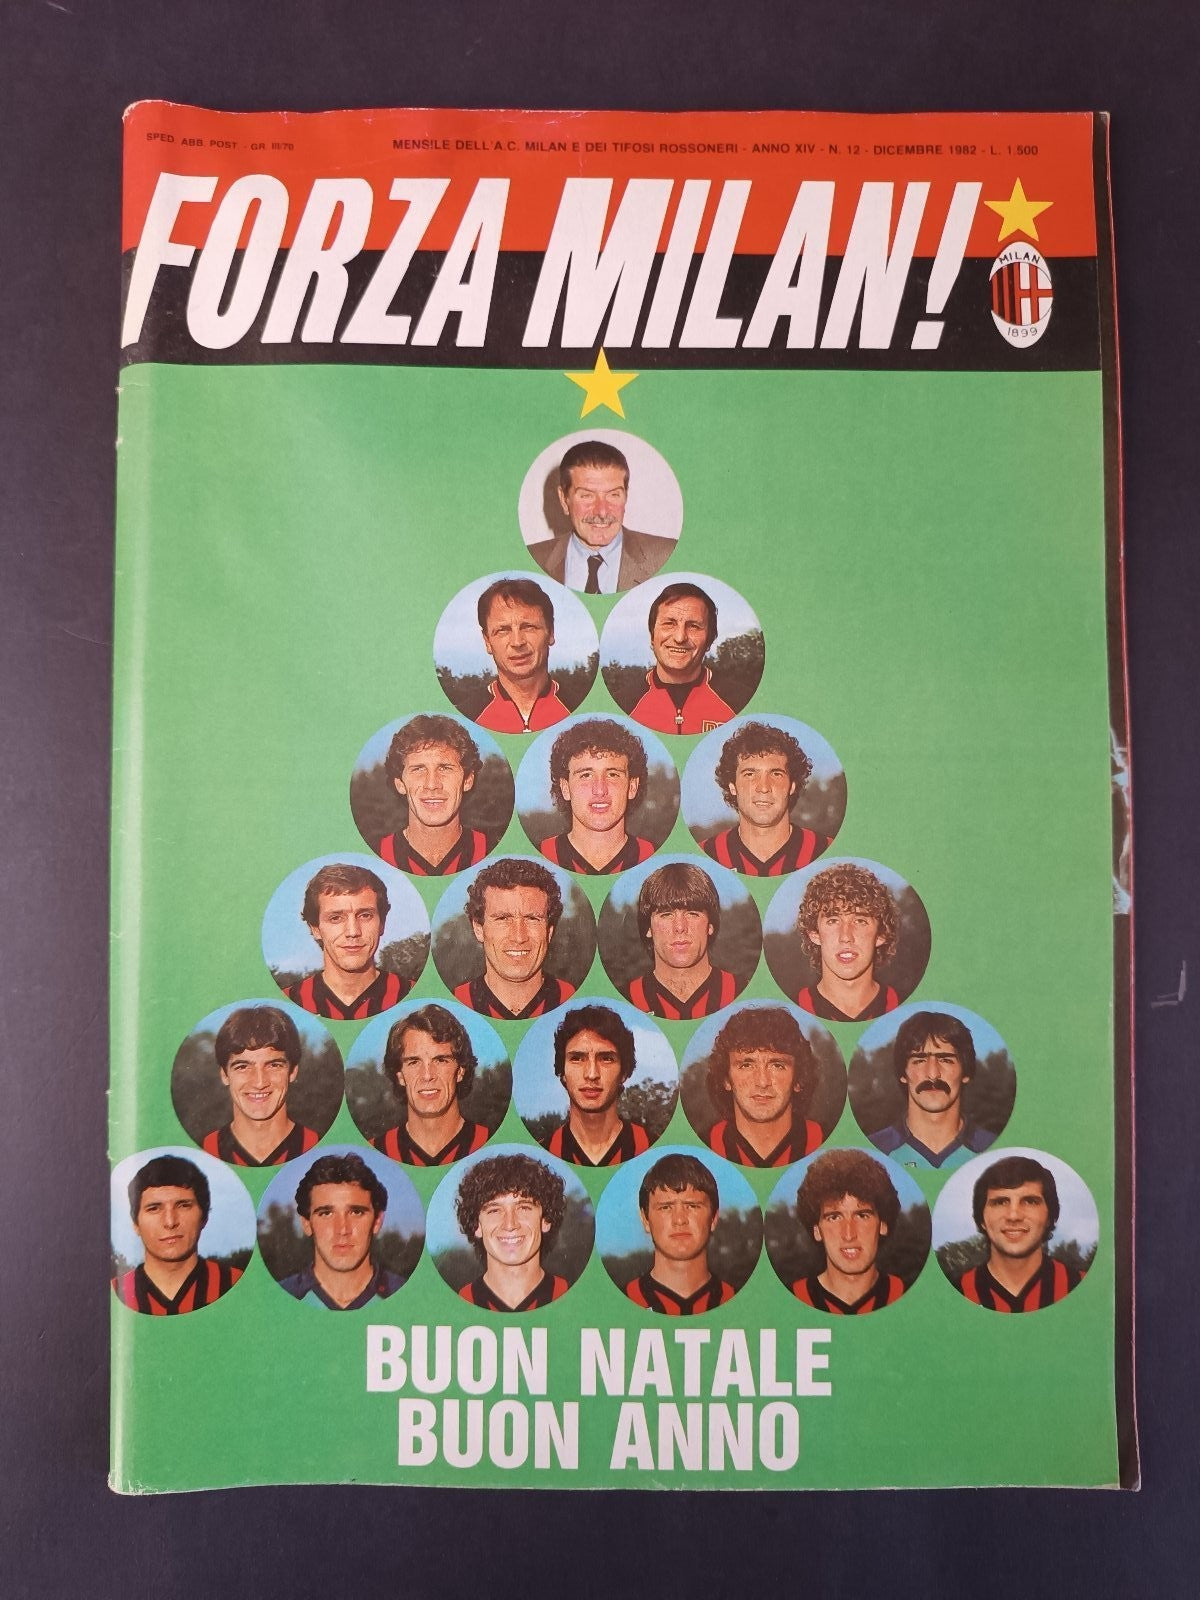 SPED. ABB. POST. - GR. III/70
MENSILE DELL'A.C. MILAN E DEI TIFOSI ROSSONERI - ANNO XIV - N. 12 - DICEMBRE 1982 - L. 1.500
FORZA MILAN!
MILAN
1899
BUON NATALE
BUON ANNO